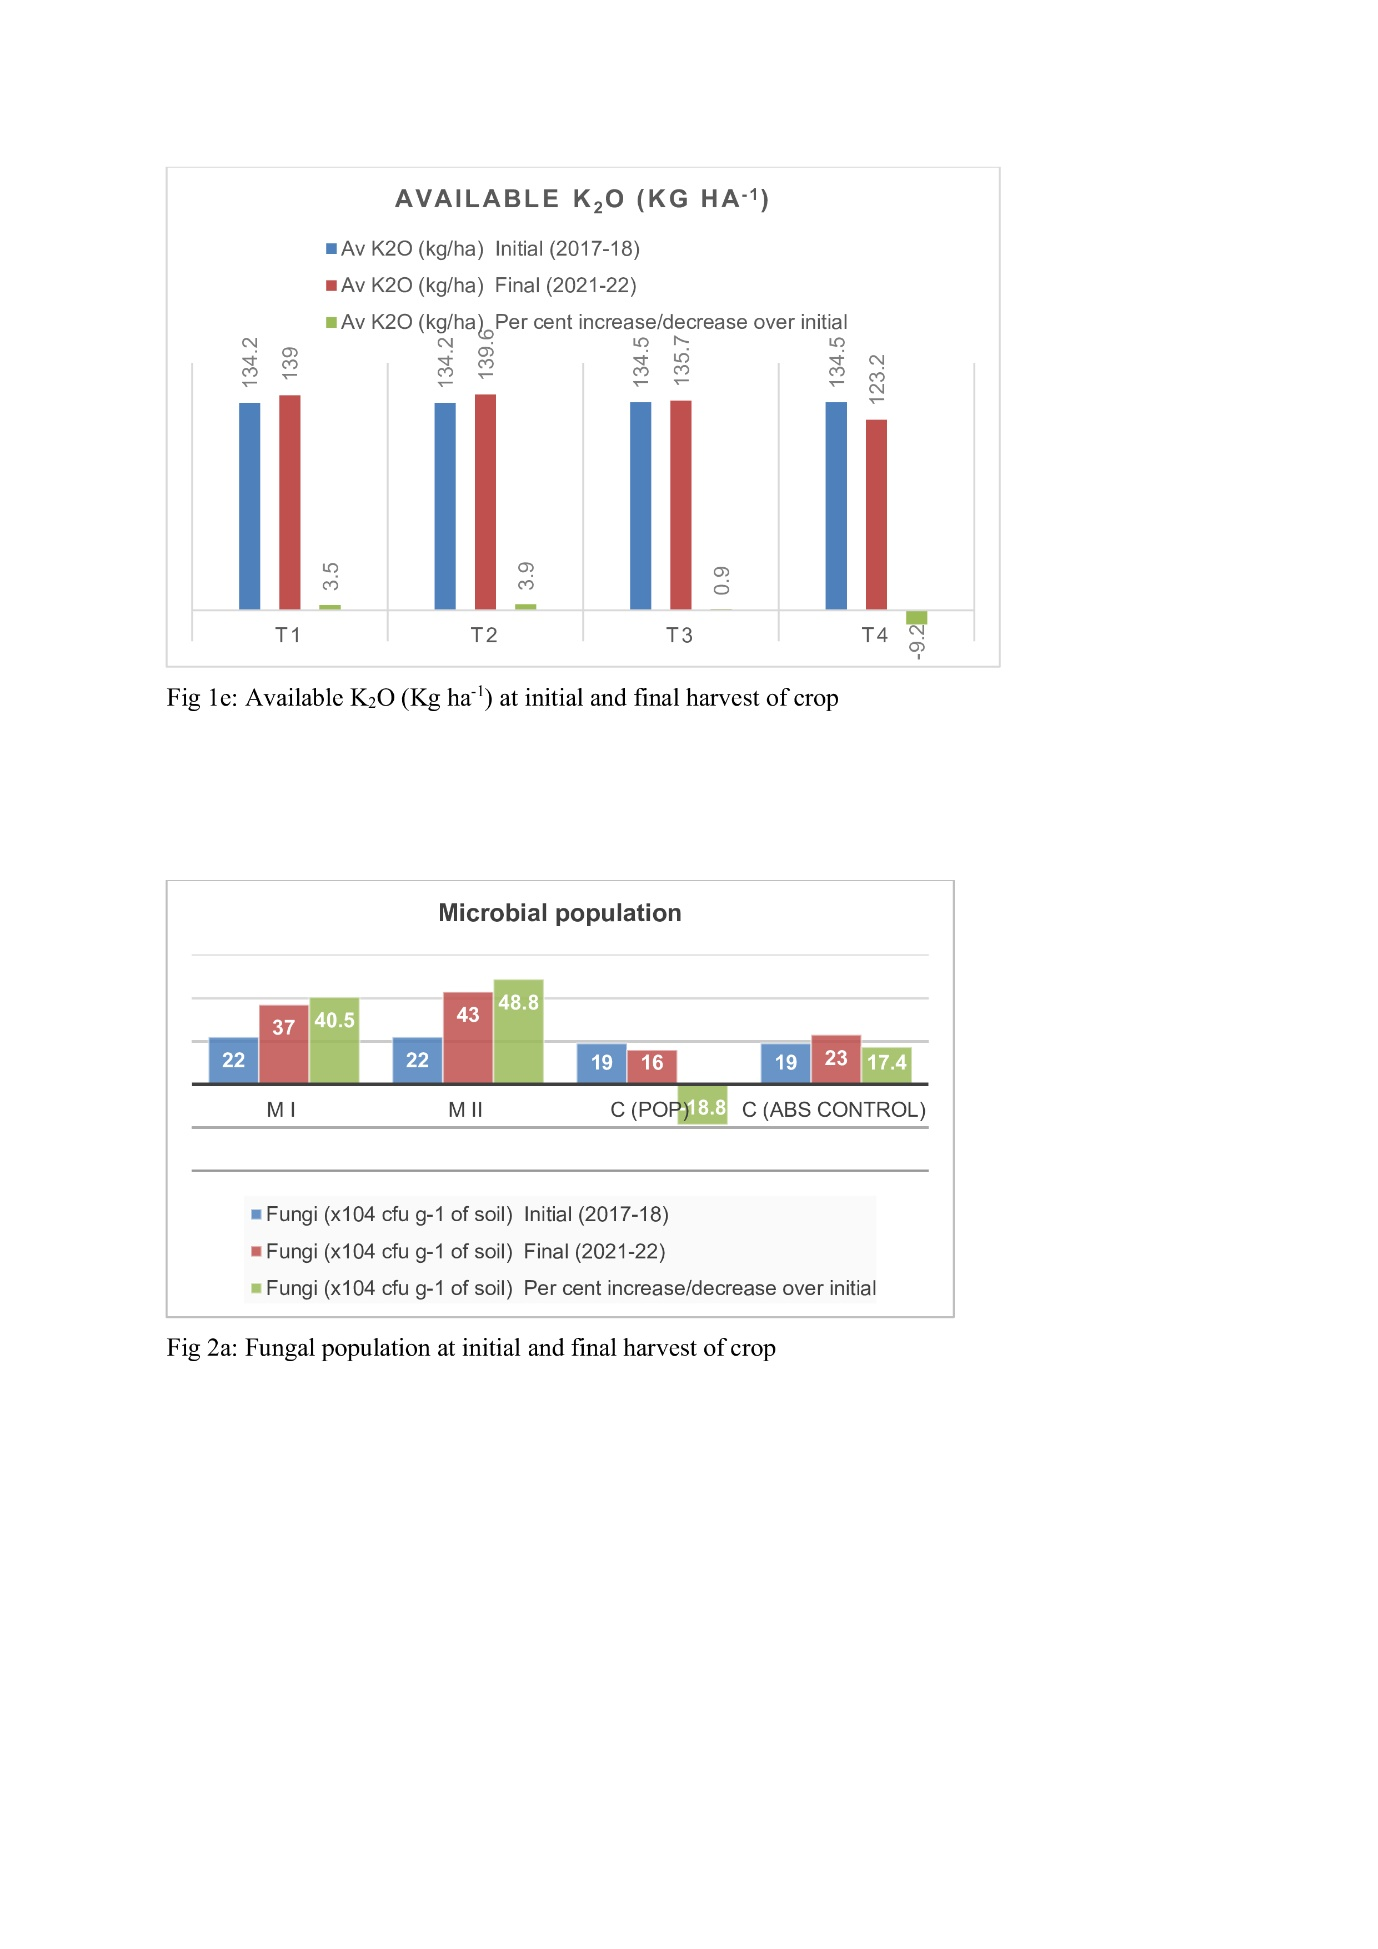 AVAILABLE K₂O (KG HA⁻¹)
Av K2O (kg/ha) Initial (2017-18)
Av K2O (kg/ha) Final (2021-22)
Av K2O (kg/ha) Per cent increase/decrease over initial
134.2 139 134.2 139.6 134.5 135.7 134.5 123.2
3.5 3.9 0.9
T1 T2 T3 T4 -9.2
Fig 1e: Available K₂O (Kg ha⁻¹) at initial and final harvest of crop
Microbial population
22 37 40.5 22 43 48.8 19 16 19 23 17.4
M I M II C (POP) -18.8 C (ABS CONTROL)
Fungi (x104 cfu g-1 of soil) Initial (2017-18)
Fungi (x104 cfu g-1 of soil) Final (2021-22)
Fungi (x104 cfu g-1 of soil) Per cent increase/decrease over initial
Fig 2a: Fungal population at initial and final harvest of crop